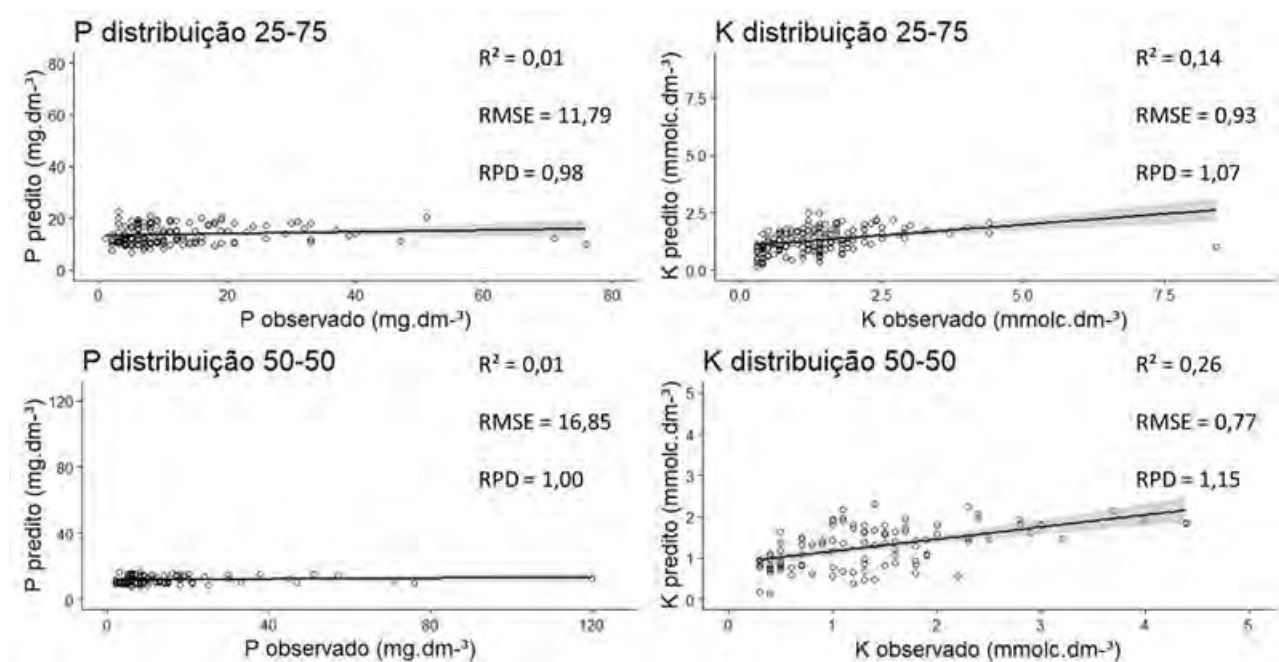 P distribuição 25-75
R² = 0,01
RMSE = 11,79
RPD = 0,98
P predito (mg.dm-³)
80
60
40
20
0
0 20 40 60 80
P observado (mg.dm-³)
K distribuição 25-75
R² = 0,14
RMSE = 0,93
RPD = 1,07
K predito (mmolc.dm-³)
7.5
5.0
2.5
0.0
0.0 2.5 5.0 7.5
K observado (mmolc.dm-³)
P distribuição 50-50
R² = 0,01
RMSE = 16,85
RPD = 1,00
P predito (mg.dm-³)
120
80
40
0
0 40 80 120
P observado (mg.dm-³)
K distribuição 50-50
R² = 0,26
RMSE = 0,77
RPD = 1,15
K predito (mmolc.dm-³)
5
4
3
2
1
0
0 1 2 3 4 5
K observado (mmolc.dm-³)